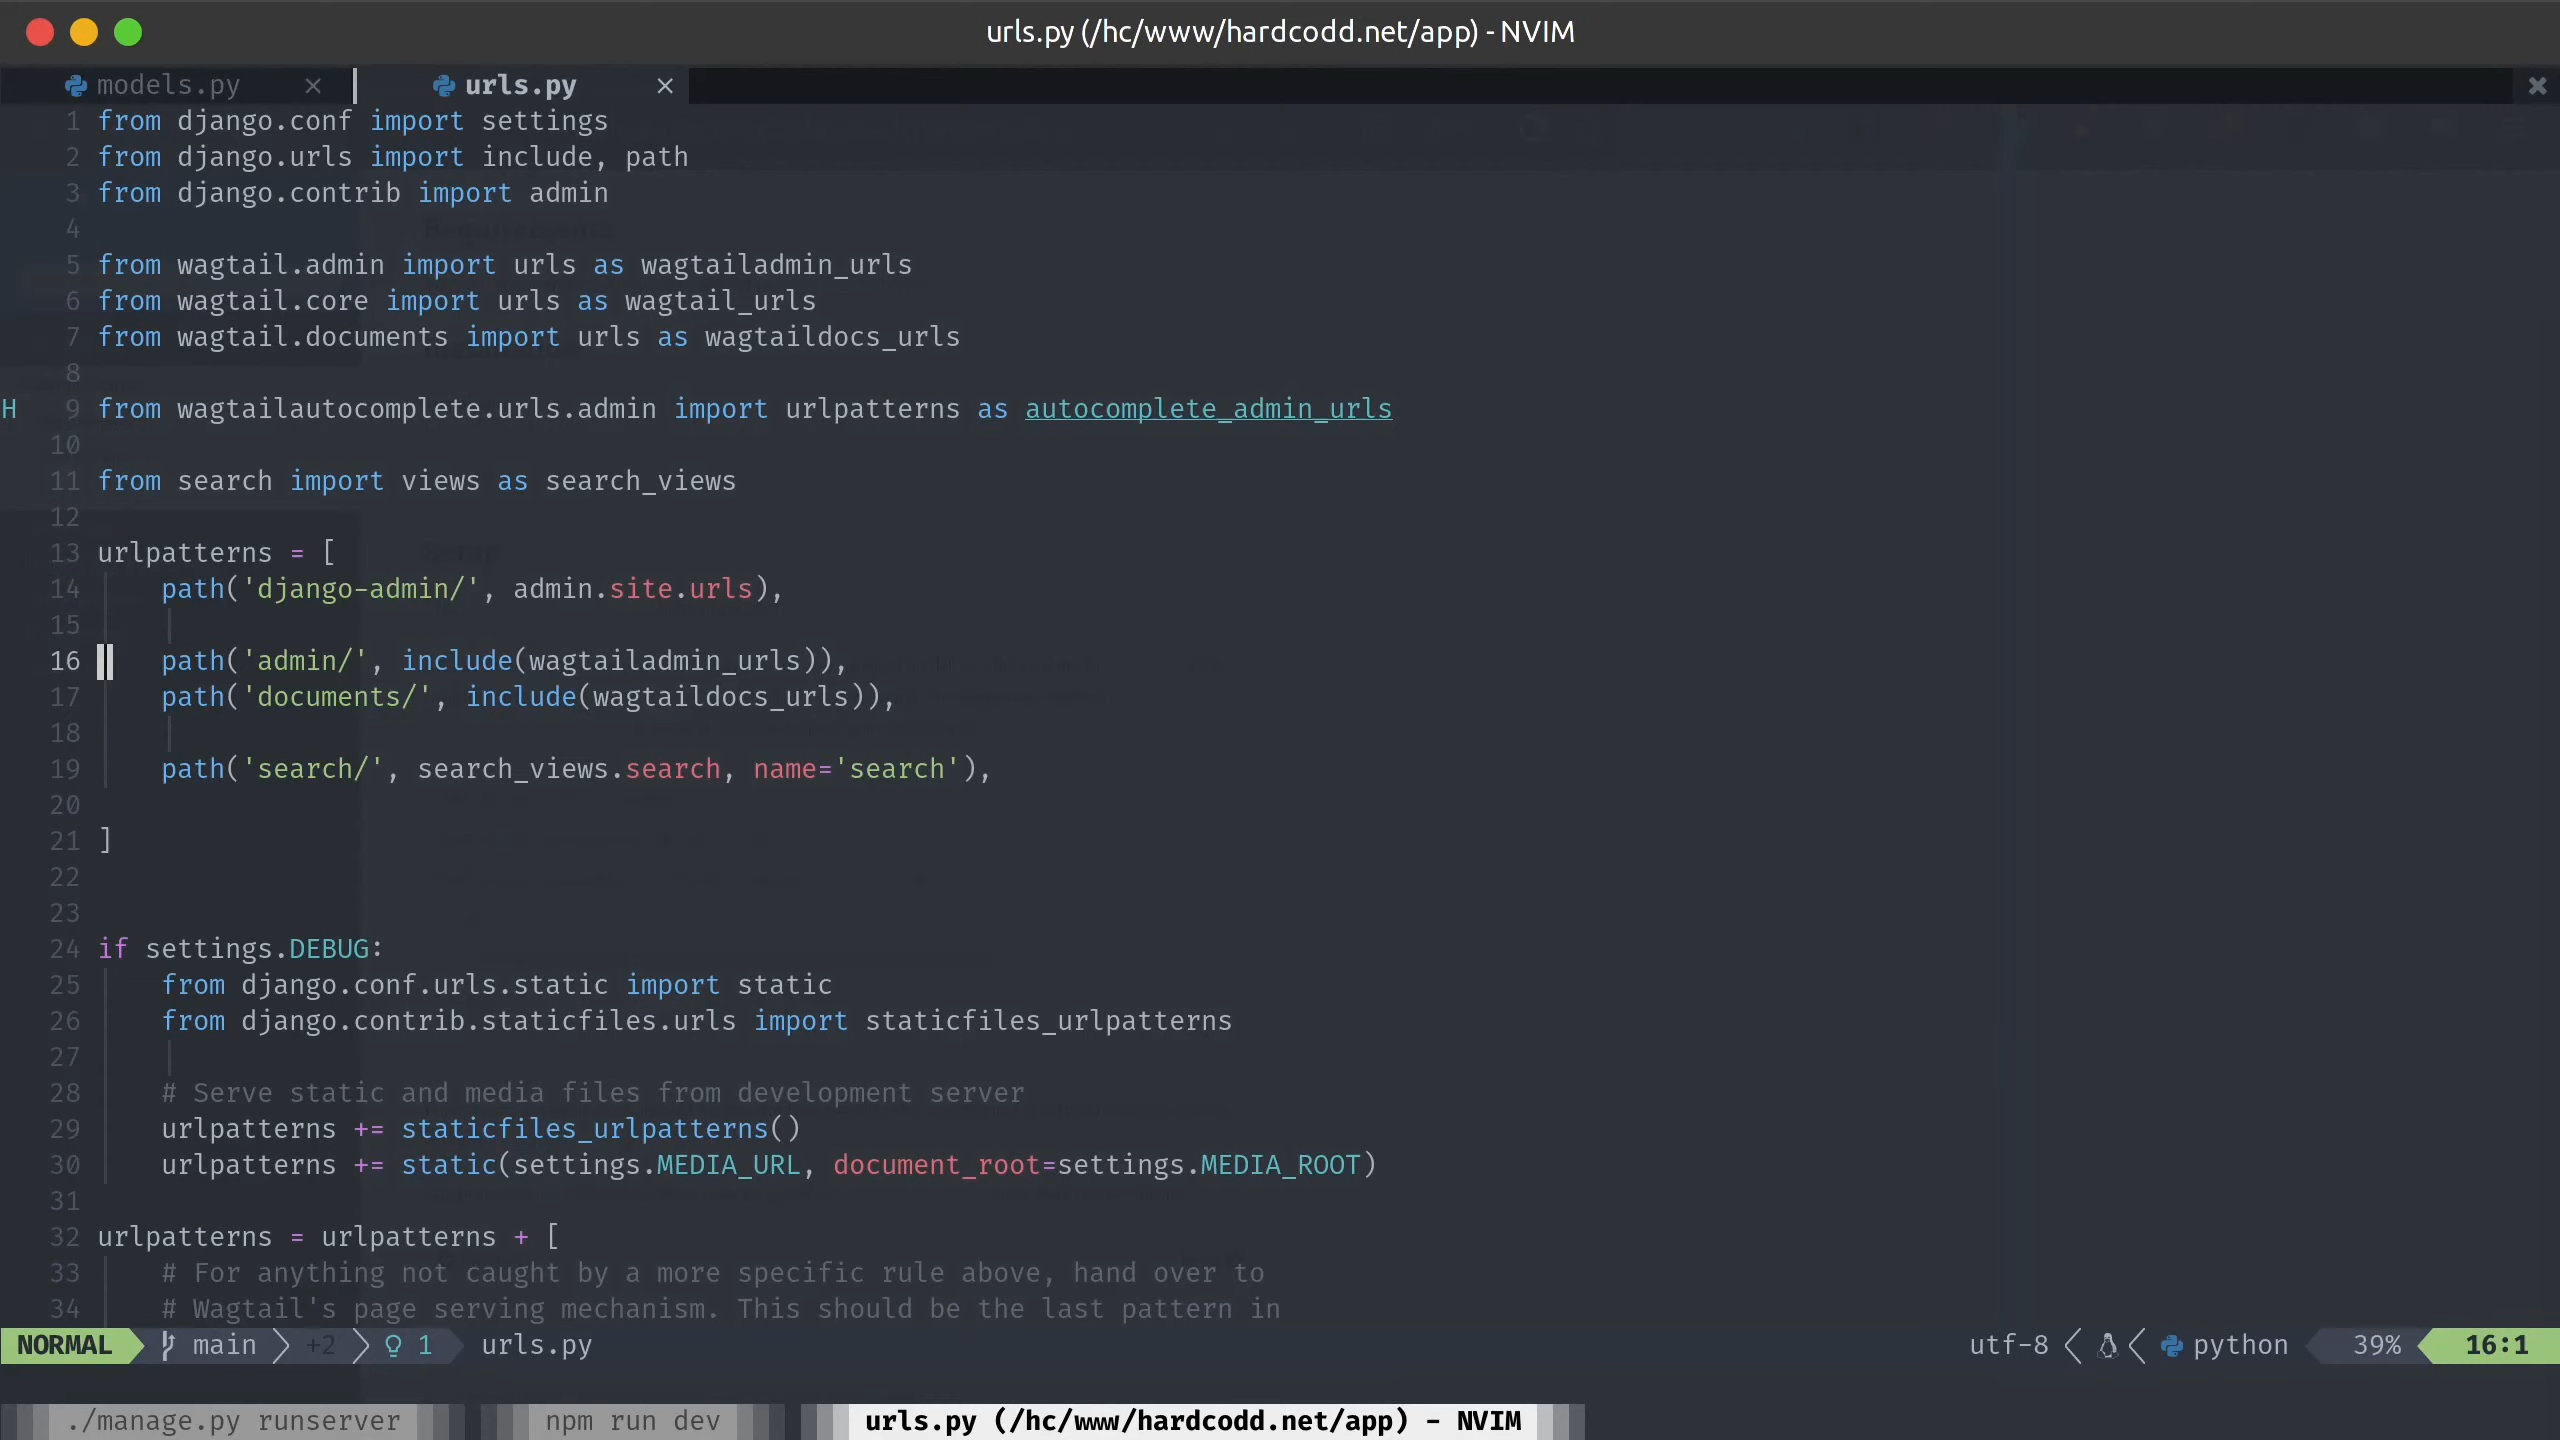 urls.py (/hc/www/hardcodd.net/app) - NVIM
models.py × urls.py ×
1 from django.conf import settings
2 from django.urls import include, path
3 from django.contrib import admin
4
5 from wagtail.admin import urls as wagtailadmin_urls
6 from wagtail.core import urls as wagtail_urls
7 from wagtail.documents import urls as wagtaildocs_urls
8
H 9 from wagtailautocomplete.urls.admin import urlpatterns as autocomplete_admin_urls
10
11 from search import views as search_views
12
13 urlpatterns = [
14 path('django-admin/', admin.site.urls),
15
16 path('admin/', include(wagtailadmin_urls)),
17 path('documents/', include(wagtaildocs_urls)),
18
19 path('search/', search_views.search, name='search'),
20
21 ]
22
23
24 if settings.DEBUG:
25 from django.conf.urls.static import static
26 from django.contrib.staticfiles.urls import staticfiles_urlpatterns
27
28 # Serve static and media files from development server
29 urlpatterns += staticfiles_urlpatterns()
30 urlpatterns += static(settings.MEDIA_URL, document_root=settings.MEDIA_ROOT)
31
32 urlpatterns = urlpatterns + [
33 # For anything not caught by a more specific rule above, hand over to
34 # Wagtail's page serving mechanism. This should be the last pattern in
NORMAL main +2 1 urls.py utf-8 python 39% 16:1
./manage.py runserver npm run dev urls.py (/hc/www/hardcodd.net/app) - NVIM